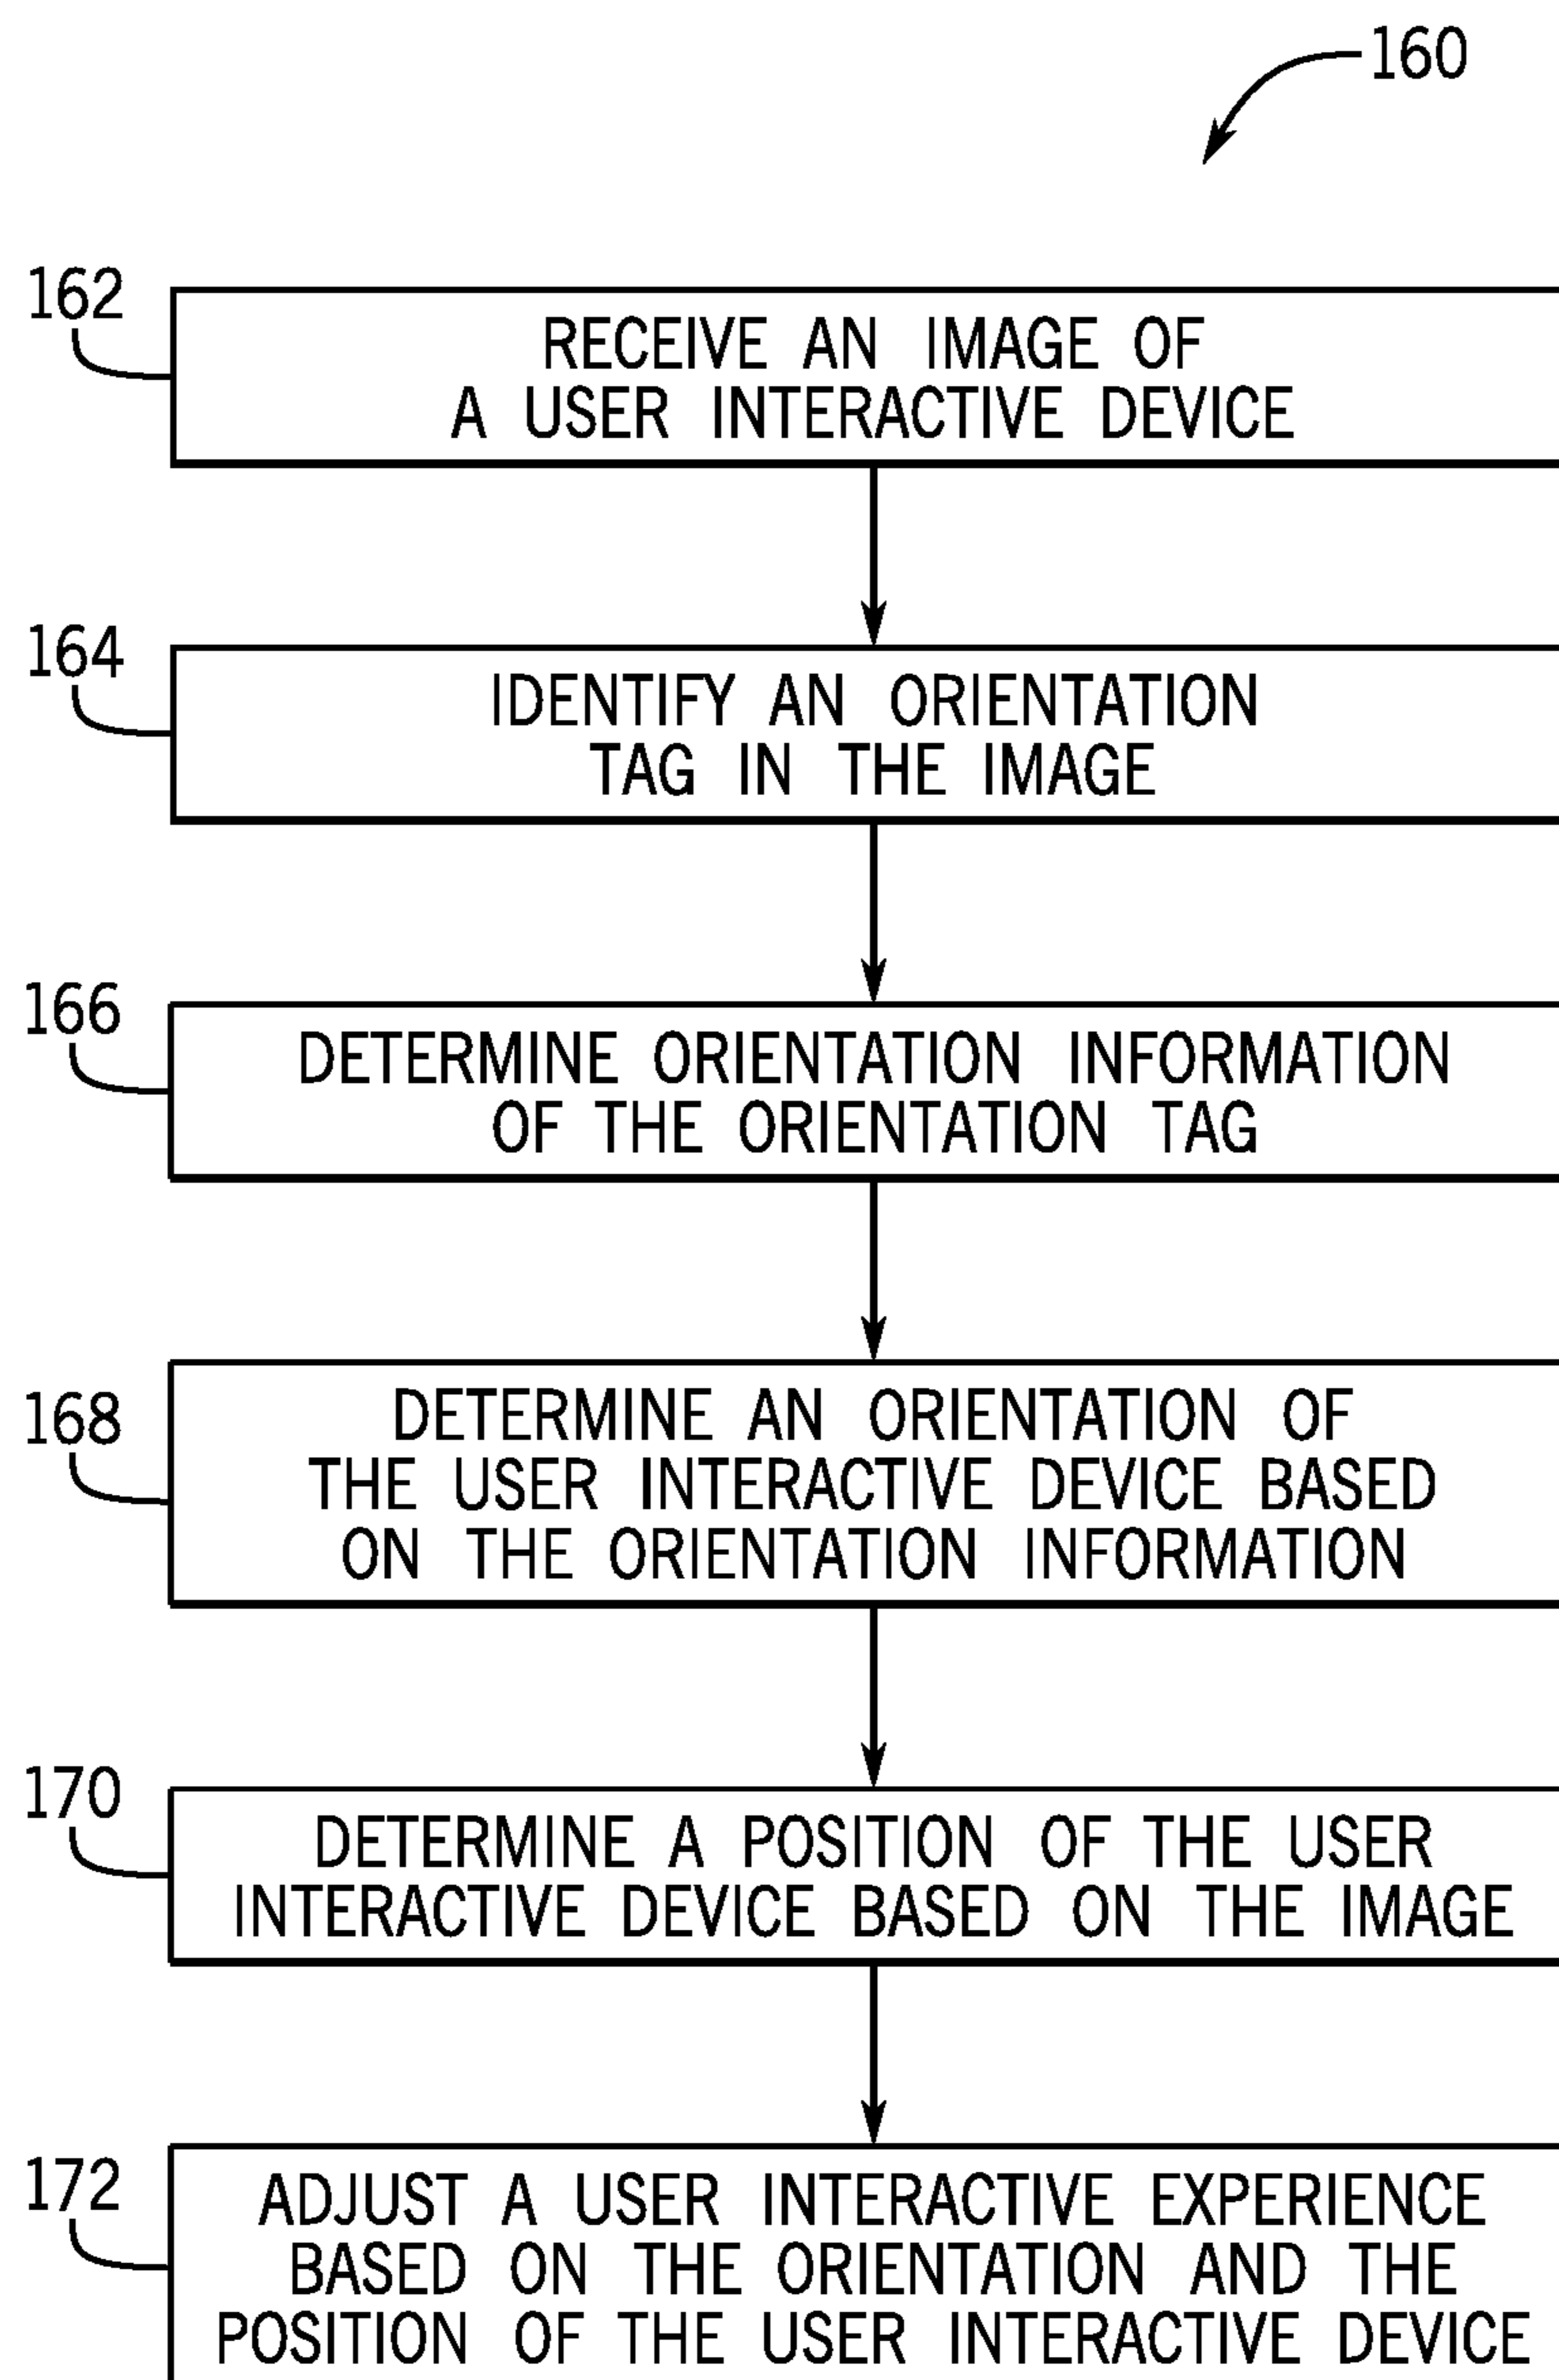 160
162
RECEIVE AN IMAGE OF
A USER INTERACTIVE DEVICE
164
IDENTIFY AN ORIENTATION
TAG IN THE IMAGE
166
DETERMINE ORIENTATION INFORMATION
OF THE ORIENTATION TAG
168
DETERMINE AN ORIENTATION OF
THE USER INTERACTIVE DEVICE BASED
ON THE ORIENTATION INFORMATION
170
DETERMINE A POSITION OF THE USER
INTERACTIVE DEVICE BASED ON THE IMAGE
172
ADJUST A USER INTERACTIVE EXPERIENCE
BASED ON THE ORIENTATION AND THE
POSITION OF THE USER INTERACTIVE DEVICE